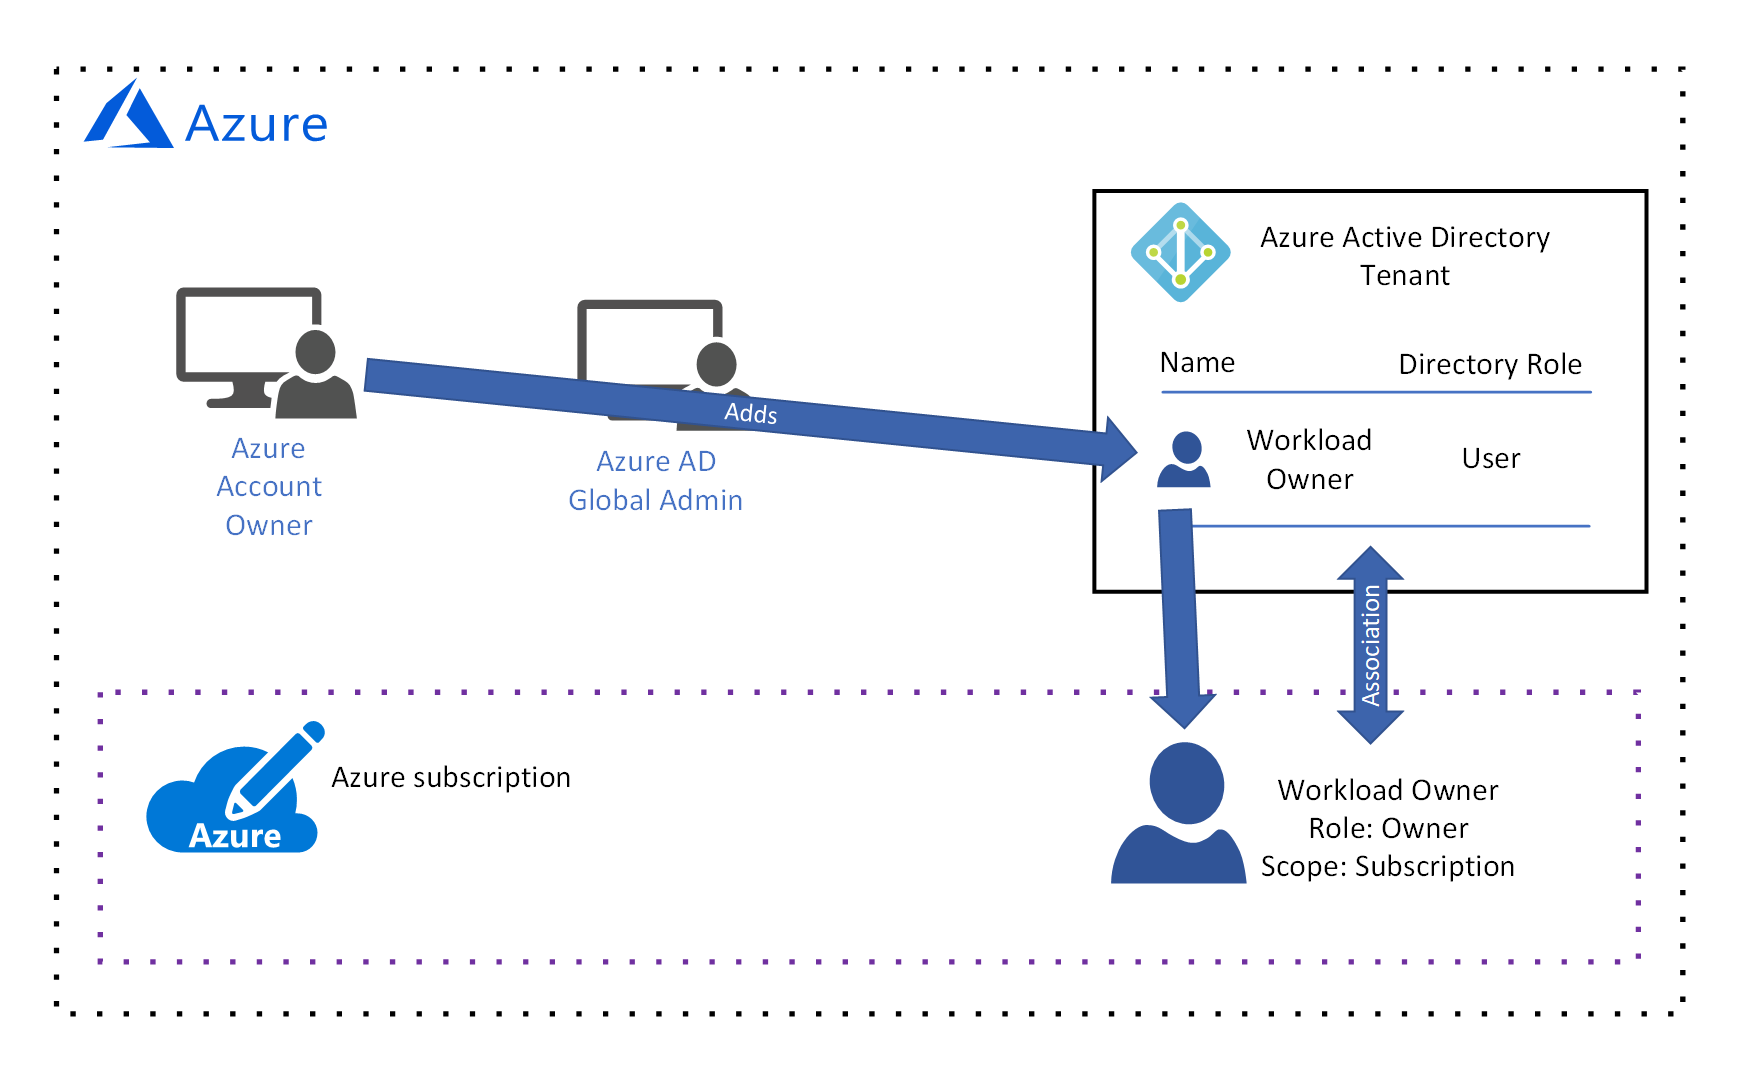 Azure
Azure Active Directory
Tenant
Name
Directory Role
Adds
Azure
Account
Owner
Azure AD
Global Admin
Workload
Owner
User
Association
Azure
Azure subscription
Workload Owner
Role: Owner
Scope: Subscription